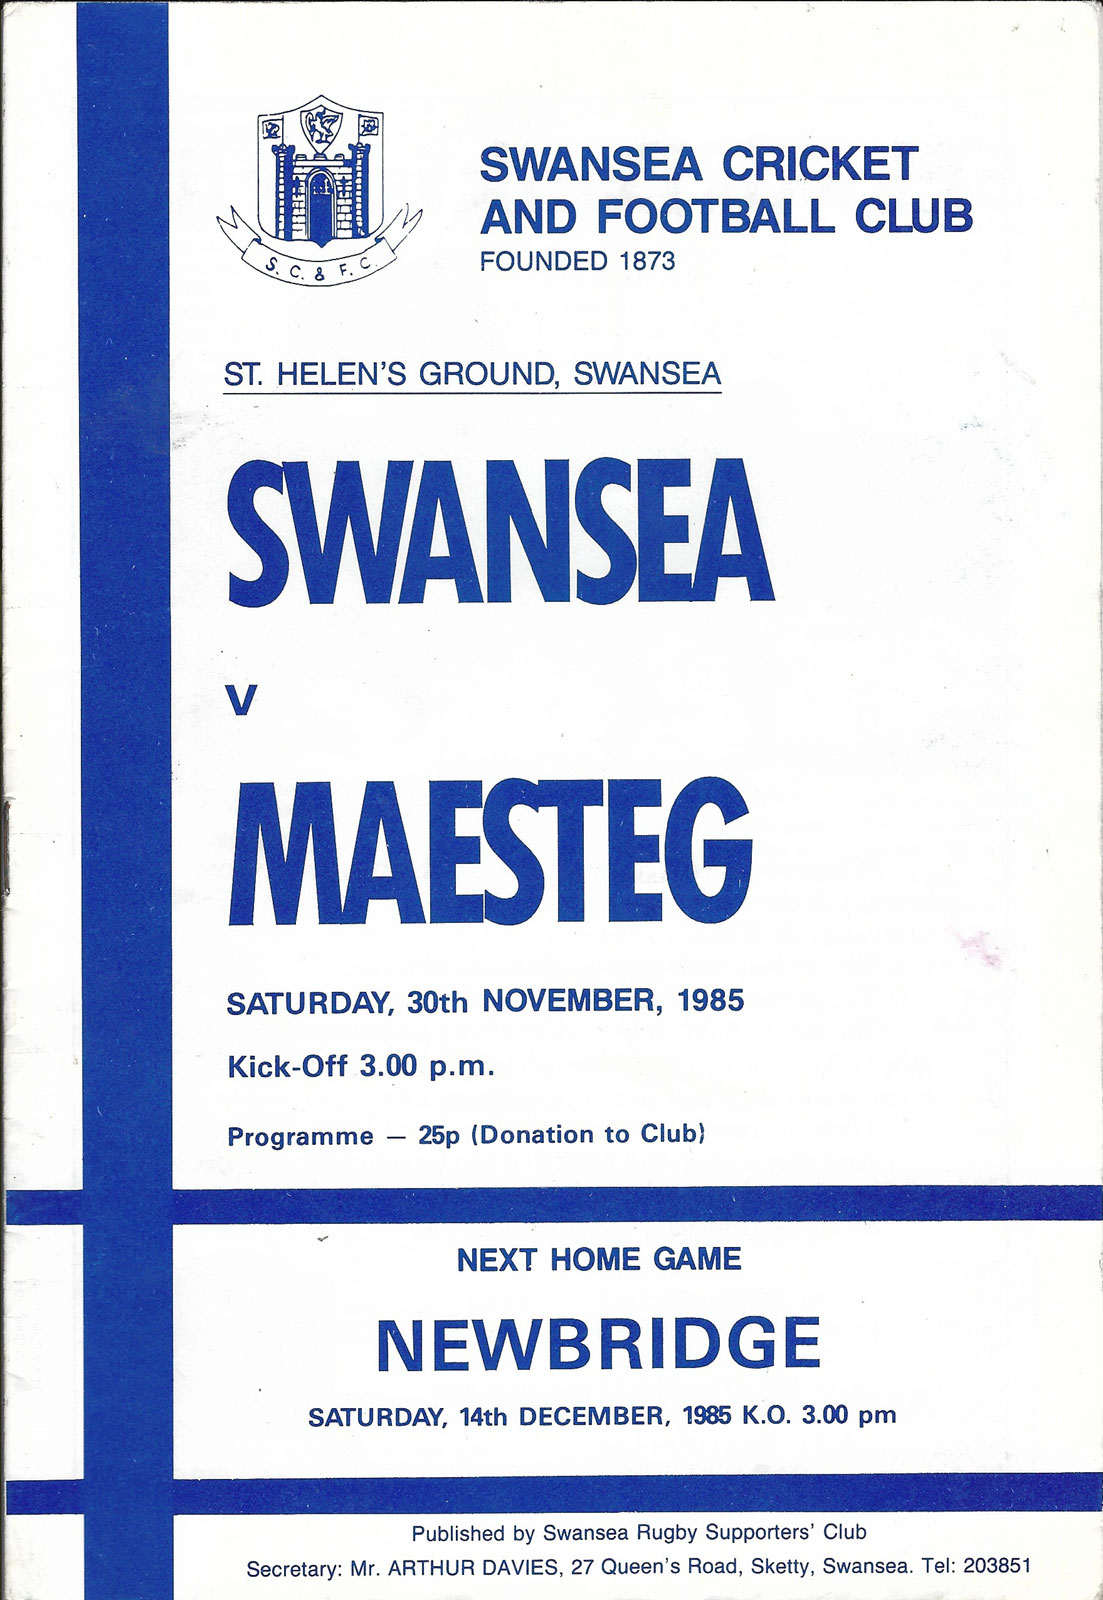 S. C. & F. C.
SWANSEA CRICKET
AND FOOTBALL CLUB
FOUNDED 1873
ST. HELEN'S GROUND, SWANSEA
SWANSEA
v
MAESTEG
SATURDAY, 30th NOVEMBER, 1985
Kick-Off 3.00 p.m.
Programme — 25p (Donation to Club)
NEXT HOME GAME
NEWBRIDGE
SATURDAY, 14th DECEMBER, 1985 K.O. 3.00 pm
Published by Swansea Rugby Supporters' Club
Secretary: Mr. ARTHUR DAVIES, 27 Queen's Road, Sketty, Swansea. Tel: 203851